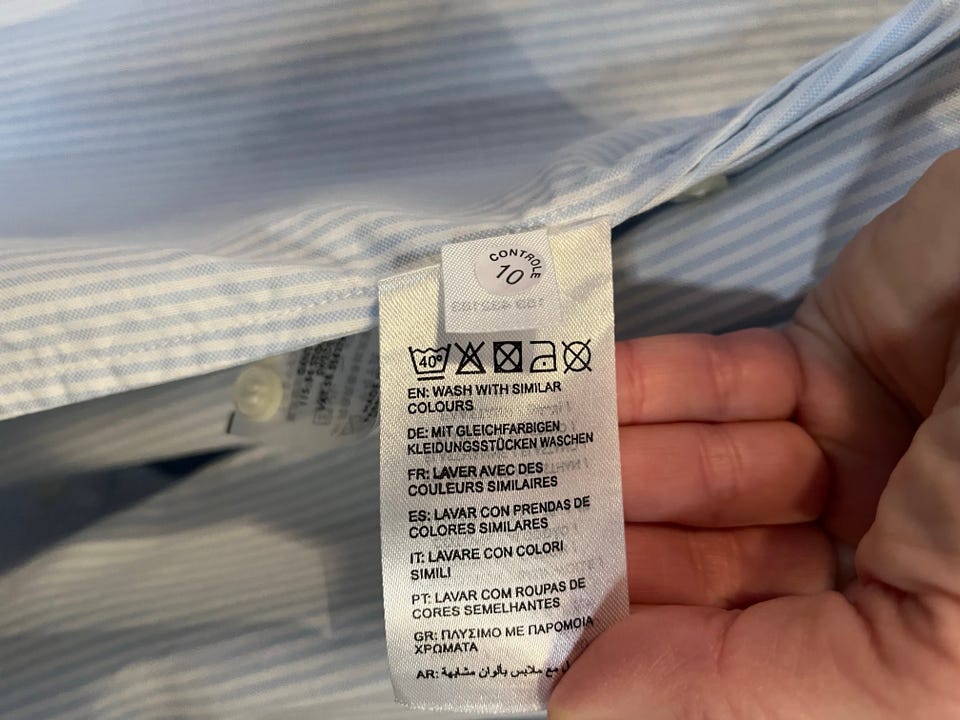 CONTROLE
10
40°
EN: WASH WITH SIMILAR
COLOURS
DE: MIT GLEICHFARBIGEN
KLEIDUNGSSTÜCKEN WASCHEN
FR: LAVER AVEC DES
COULEURS SIMILAIRES
ES: LAVAR CON PRENDAS DE
COLORES SIMILARES
IT: LAVARE CON COLORI
SIMILI
PT: LAVAR COM ROUPAS DE
CORES SEMELHANTES
GR: ΠΛΥΣΙΜΟ ΜΕ ΠΑΡΟΜΟΙΑ
ΧΡΩΜΑΤΑ
AR: مع ملابس بألوان مشابهة